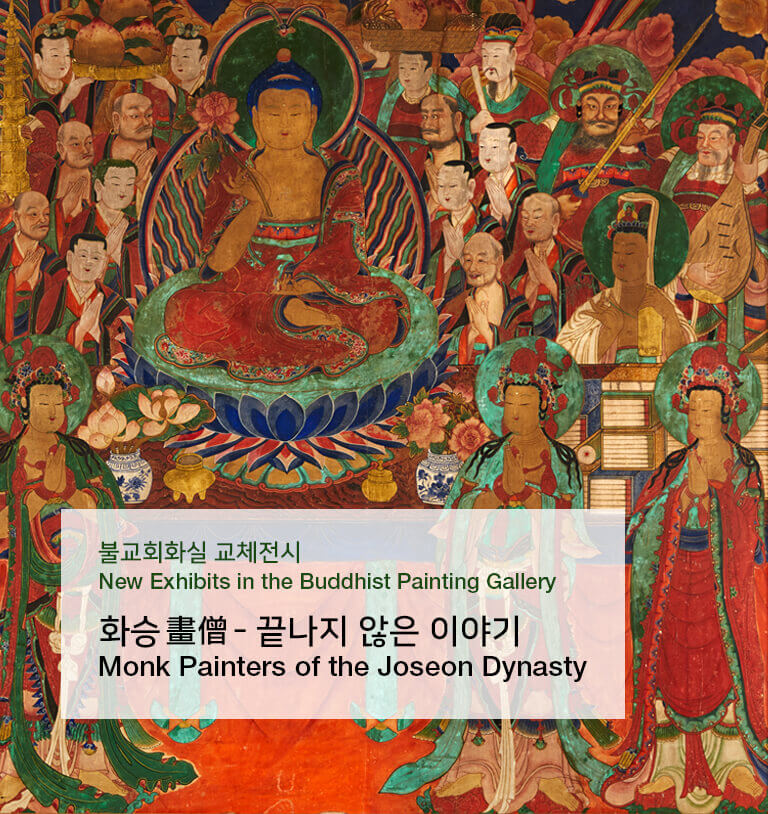 불교회화실 교체전시
New Exhibits in the Buddhist Painting Gallery
화승 畫僧 - 끝나지 않은 이야기
Monk Painters of the Joseon Dynasty